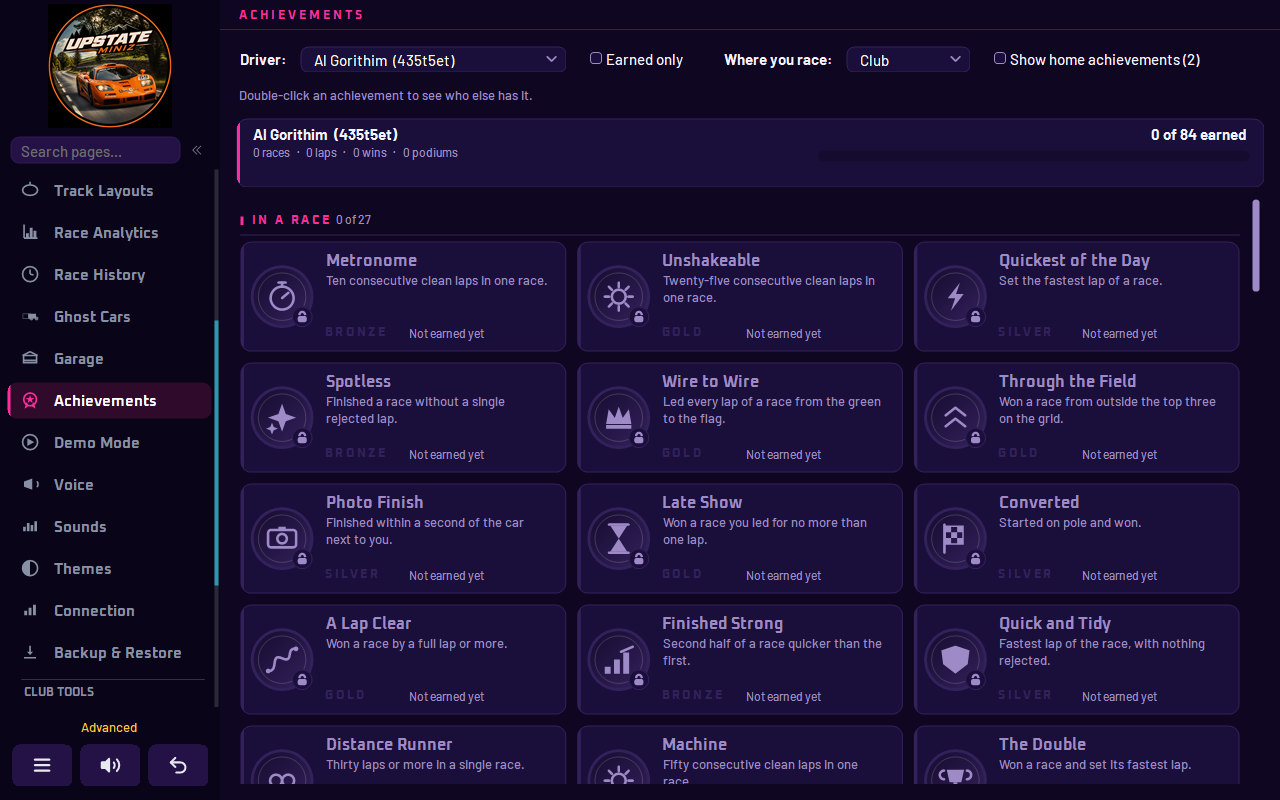 UPSTATE
MINIZ
Search pages...
Track Layouts
Race Analytics
Race History
Ghost Cars
Garage
Achievements
Demo Mode
Voice
Sounds
Themes
Connection
Backup & Restore
CLUB TOOLS
Advanced
ACHIEVEMENTS
Driver: Al Gorithim (435t5et) Earned only Where you race: Club Show home achievements (2)
Double-click an achievement to see who else has it.
Al Gorithim (435t5et) 0 of 84 earned
0 races · 0 laps · 0 wins · 0 podiums
IN A RACE 0 of 27
Metronome
Ten consecutive clean laps in one race.
BRONZE Not earned yet
Unshakeable
Twenty-five consecutive clean laps in
one race.
GOLD Not earned yet
Quickest of the Day
Set the fastest lap of a race.
SILVER Not earned yet
Spotless
Finished a race without a single
rejected lap.
BRONZE Not earned yet
Wire to Wire
Led every lap of a race from the green
to the flag.
GOLD Not earned yet
Through the Field
Won a race from outside the top three
on the grid.
GOLD Not earned yet
Photo Finish
Finished within a second of the car
next to you.
SILVER Not earned yet
Late Show
Won a race you led for no more than
one lap.
GOLD Not earned yet
Converted
Started on pole and won.
SILVER Not earned yet
A Lap Clear
Won a race by a full lap or more.
GOLD Not earned yet
Finished Strong
Second half of a race quicker than the
first.
BRONZE Not earned yet
Quick and Tidy
Fastest lap of the race, with nothing
rejected.
SILVER Not earned yet
Distance Runner
Thirty laps or more in a single race.
Machine
Fifty consecutive clean laps in one
race.
The Double
Won a race and set its fastest lap.